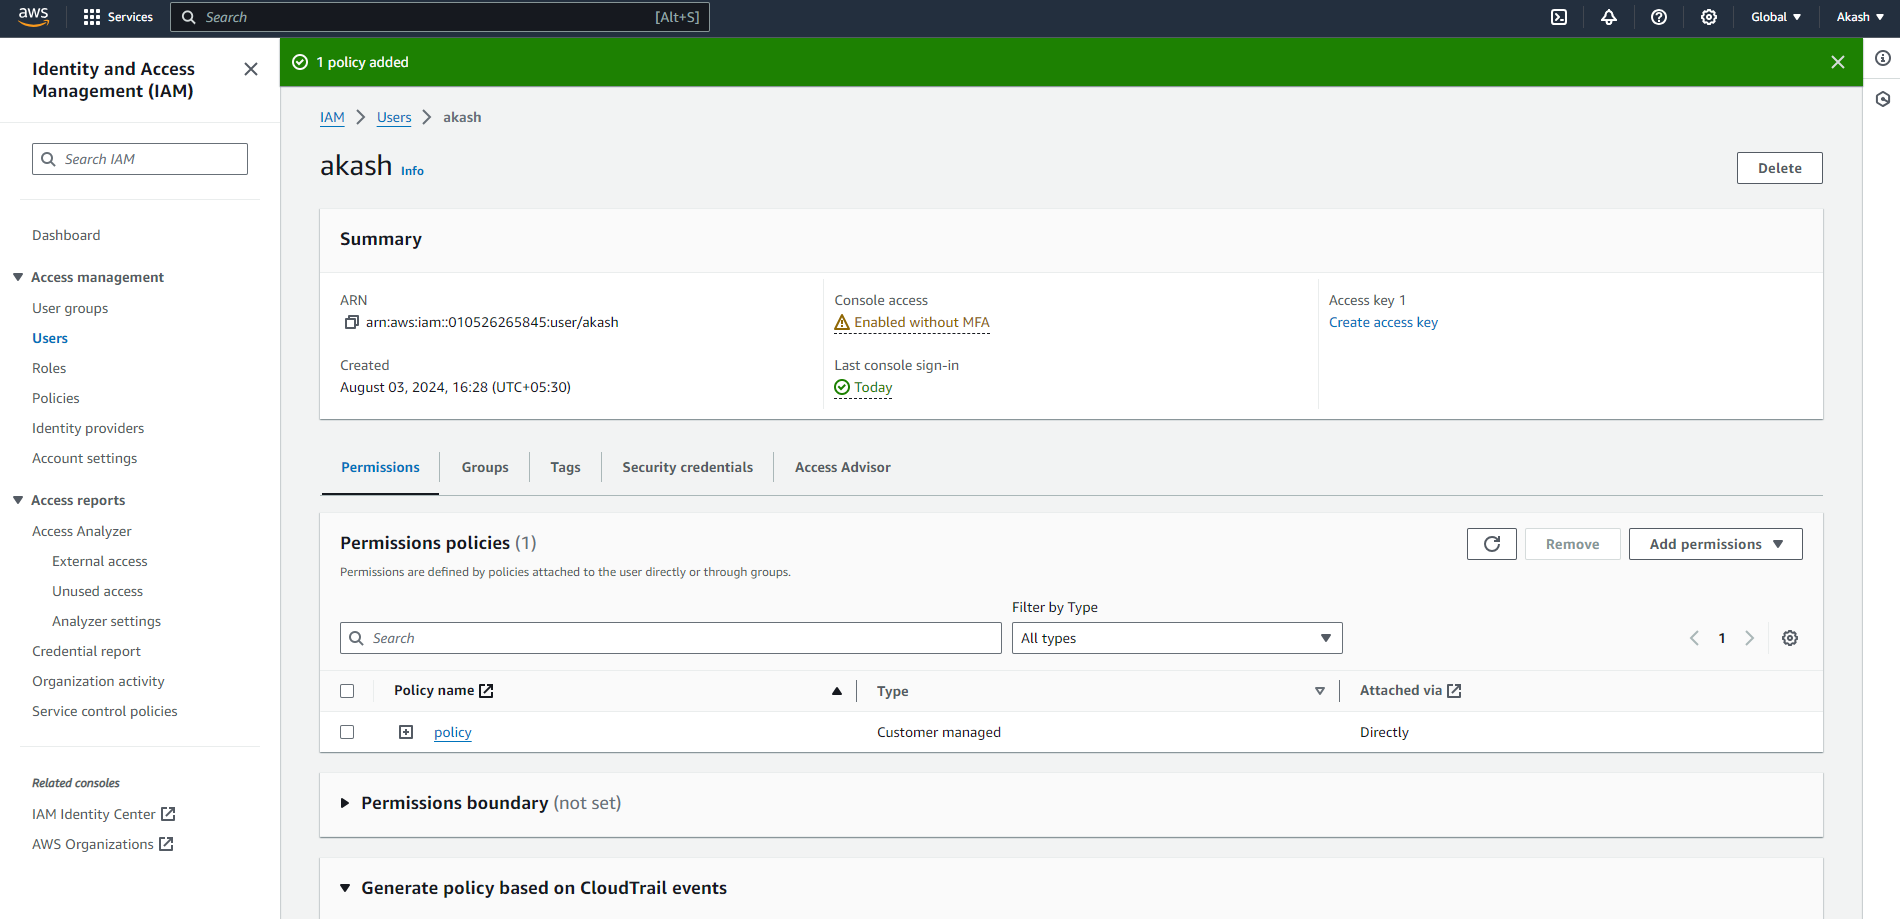 aws
Services
Search [Alt+S]
Global
Akash
Identity and Access
Management (IAM)
Search IAM
Dashboard
Access management
User groups
Users
Roles
Policies
Identity providers
Account settings
Access reports
Access Analyzer
External access
Unused access
Analyzer settings
Credential report
Organization activity
Service control policies
Related consoles
IAM Identity Center
AWS Organizations
1 policy added
IAM Users akash
akash Info
Delete
Summary
ARN
arn:aws:iam::010526265845:user/akash
Created
August 03, 2024, 16:28 (UTC+05:30)
Console access
Enabled without MFA
Last console sign-in
Today
Access key 1
Create access key
Permissions
Groups
Tags
Security credentials
Access Advisor
Permissions policies (1)
Permissions are defined by policies attached to the user directly or through groups.
Remove
Add permissions
Filter by Type
Search
All types
1
Policy name Type Attached via
policy Customer managed Directly
Permissions boundary (not set)
Generate policy based on CloudTrail events